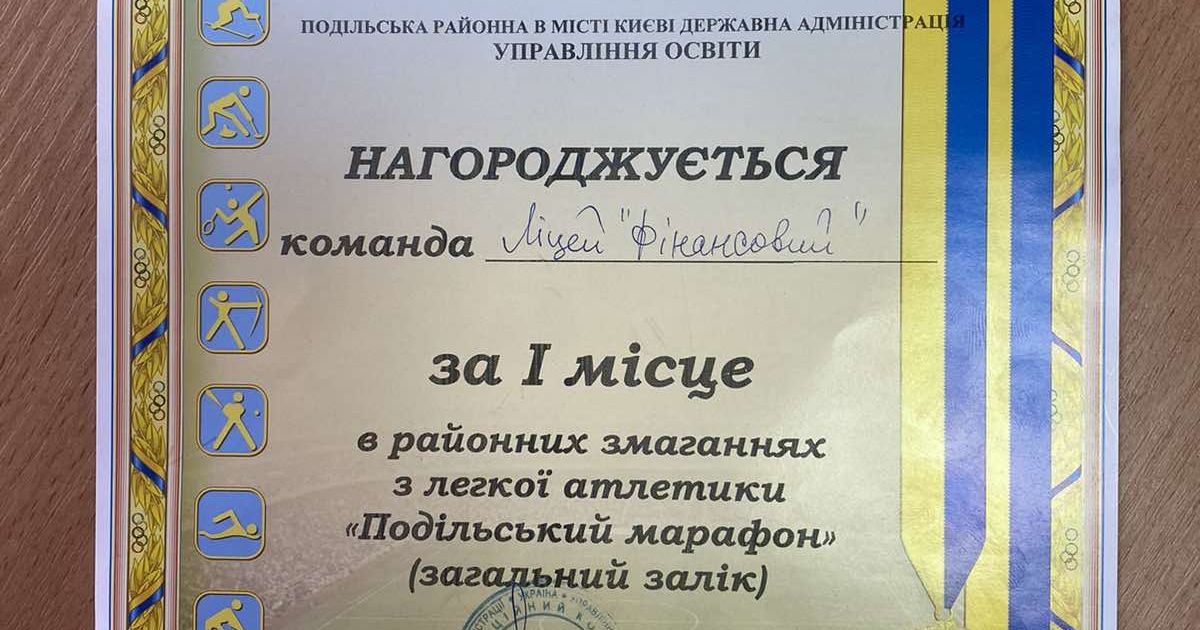 ПОДІЛЬСЬКА РАЙОННА В МІСТІ КИЄВІ ДЕРЖАВНА АДМІНІСТРАЦІЯ
УПРАВЛІННЯ ОСВІТИ
НАГОРОДЖУЄТЬСЯ
команда Ліцей "Фінансовий"
за І місце
в районних змаганнях
з легкої атлетики
«Подільський марафон»
(загальний залік)
УКРАЇНА